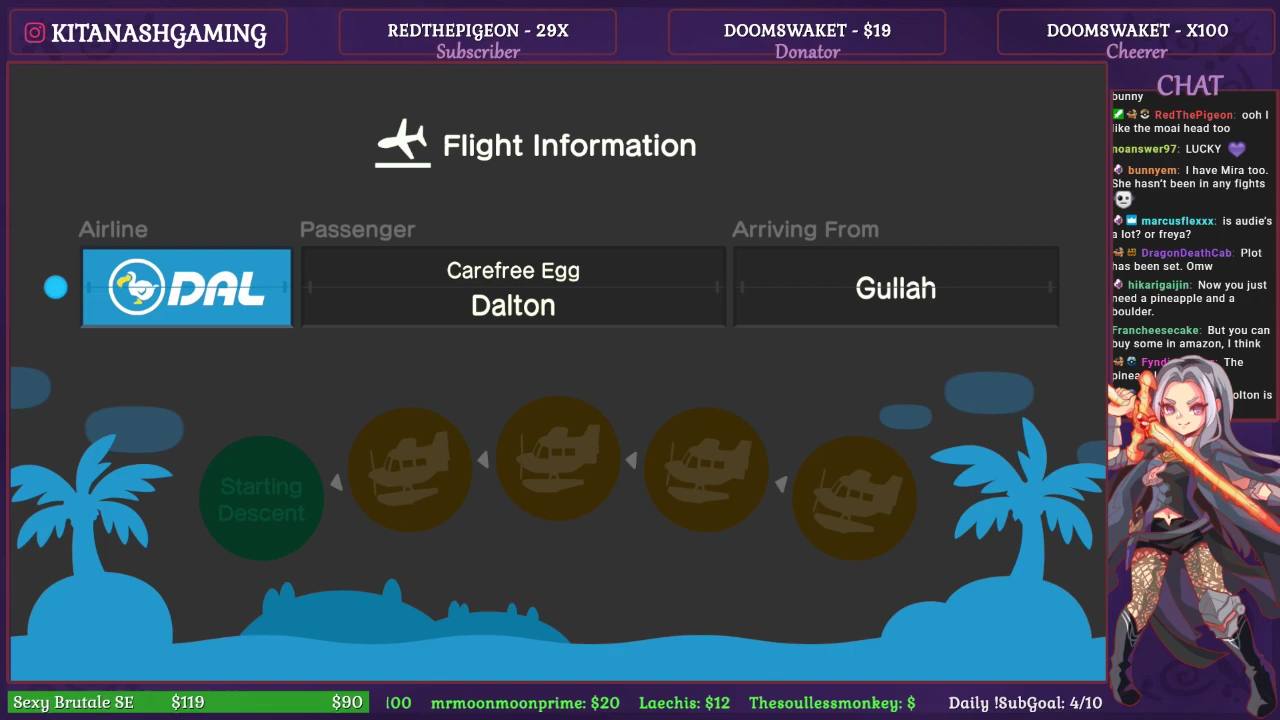 KITANASHGAMING
REDTHEPIGEON - 29X
Subscriber
DOOMSWAKET - $19
Donator
DOOMSWAKET - X100
Cheerer
CHAT
bunny
RedThePigeon: ooh I
like the moai head too
noanswer97: LUCKY
bunnyem: I have Mira too.
She hasn't been in any fights
marcusflexxx: is audie's
a lot? or freya?
DragonDeathCab: Plot
has been set. Omw
hikarigaijin: Now you just
need a pineapple and a
boulder.
Francheesecake: But you can
buy some in amazon, I think
The
Flight Information
Airline
Passenger
Arriving From
DAL
Carefree Egg
Dalton
Gullah
Starting
Descent
Sexy Brutale SE $119 $90
00 mrmoonmoonprime: $20 Laechis: $12 Thesoullessmonkey: $
Daily !SubGoal: 4/10